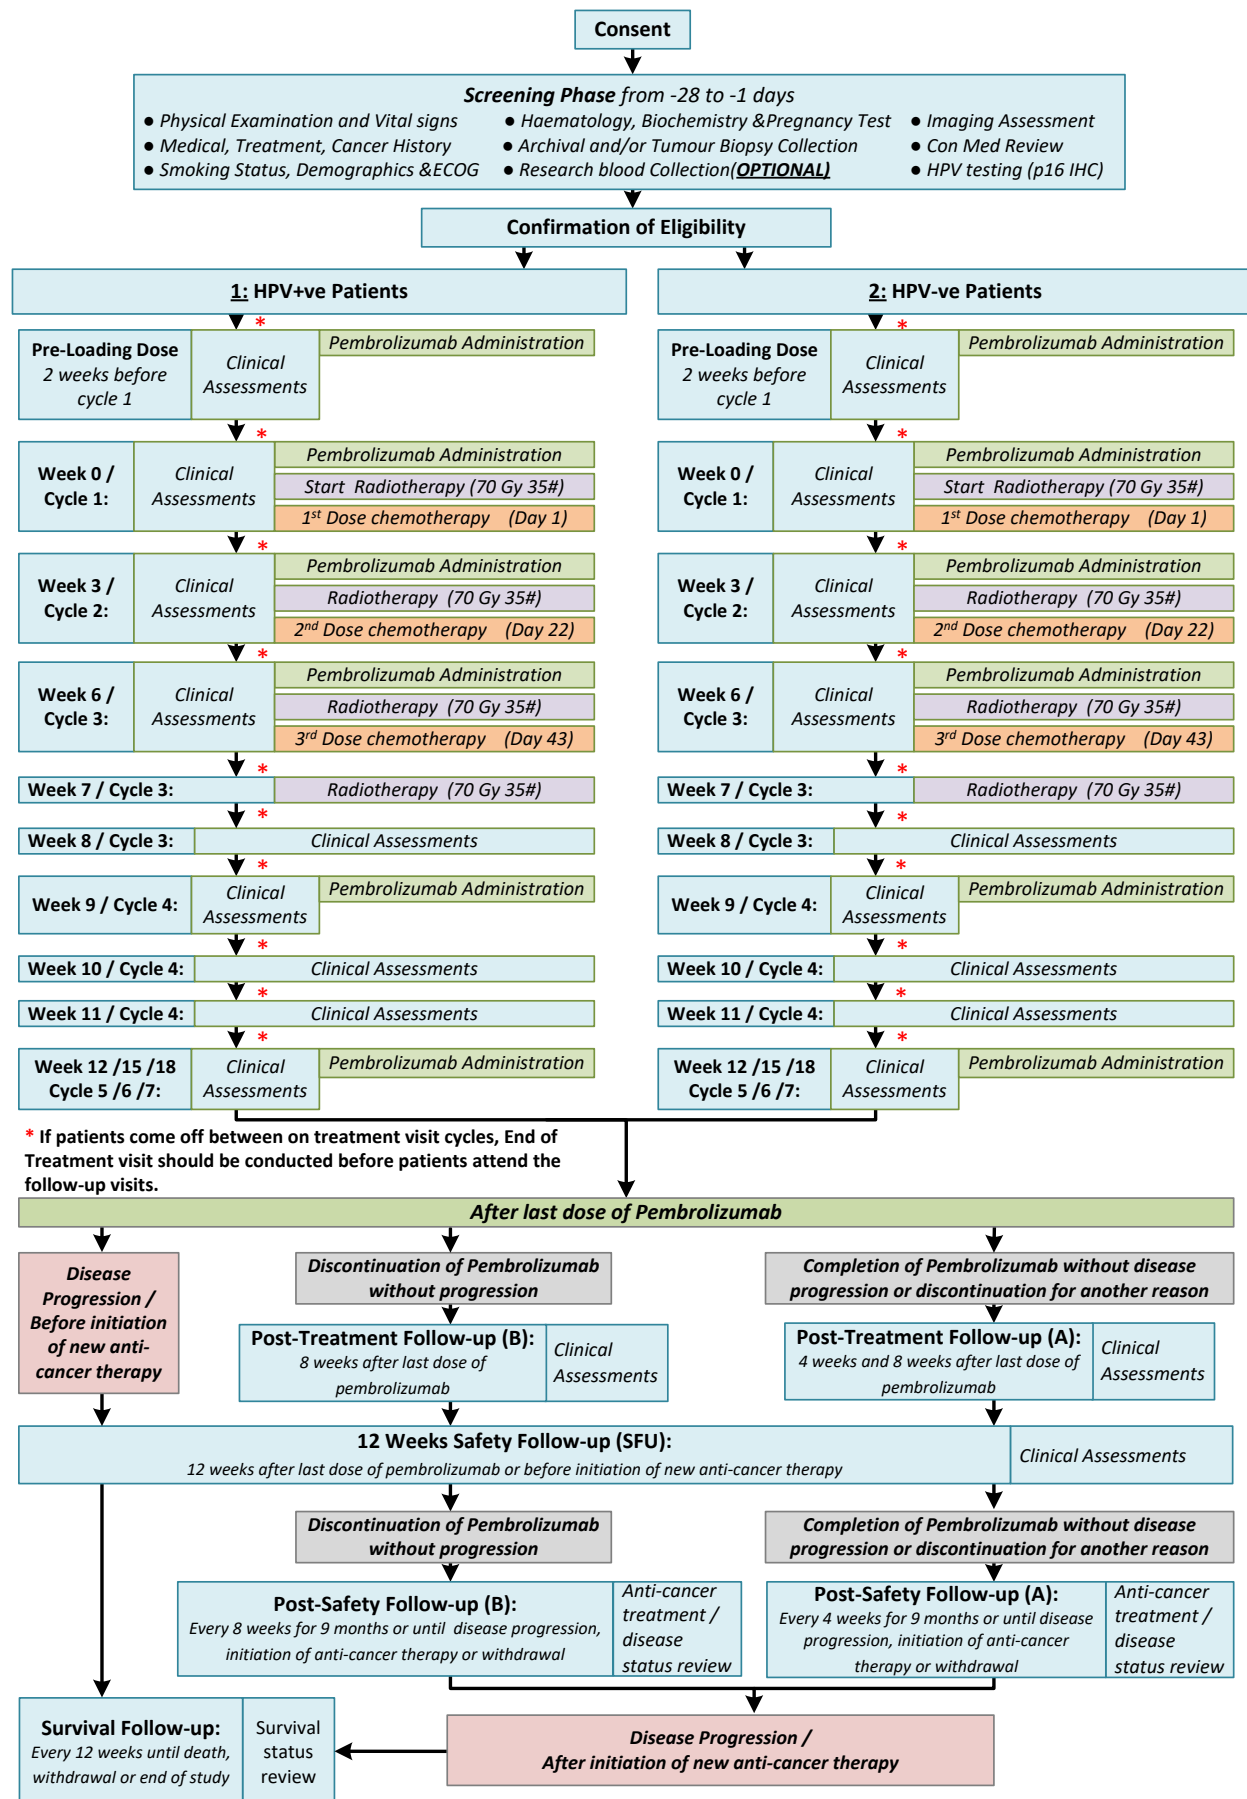 Consent
Screening Phase from -28 to -1 days
● Physical Examination and Vital signs
● Medical, Treatment, Cancer History
● Smoking Status, Demographics &ECOG
● Haematology, Biochemistry &Pregnancy Test
● Archival and/or Tumour Biopsy Collection
● Research blood Collection(OPTIONAL)
● Imaging Assessment
● Con Med Review
● HPV testing (p16 IHC)
Confirmation of Eligibility
1: HPV+ve Patients
*
Pre-Loading Dose
2 weeks before
cycle 1
Clinical
Assessments
Pembrolizumab Administration
*
Week 0 /
Cycle 1:
Clinical
Assessments
Pembrolizumab Administration
Start Radiotherapy (70 Gy 35#)
1st Dose chemotherapy (Day 1)
*
Week 3 /
Cycle 2:
Clinical
Assessments
Pembrolizumab Administration
Radiotherapy (70 Gy 35#)
2nd Dose chemotherapy (Day 22)
*
Week 6 /
Cycle 3:
Clinical
Assessments
Pembrolizumab Administration
Radiotherapy (70 Gy 35#)
3rd Dose chemotherapy (Day 43)
*
Week 7 / Cycle 3:
Radiotherapy (70 Gy 35#)
*
Week 8 / Cycle 3:
Clinical Assessments
*
Week 9 / Cycle 4:
Clinical
Assessments
Pembrolizumab Administration
*
Week 10 / Cycle 4:
Clinical Assessments
*
Week 11 / Cycle 4:
Clinical Assessments
*
Week 12 /15 /18
Cycle 5 /6 /7:
Clinical
Assessments
Pembrolizumab Administration
2: HPV-ve Patients
*
Pre-Loading Dose
2 weeks before
cycle 1
Clinical
Assessments
Pembrolizumab Administration
*
Week 0 /
Cycle 1:
Clinical
Assessments
Pembrolizumab Administration
Start Radiotherapy (70 Gy 35#)
1st Dose chemotherapy (Day 1)
*
Week 3 /
Cycle 2:
Clinical
Assessments
Pembrolizumab Administration
Radiotherapy (70 Gy 35#)
2nd Dose chemotherapy (Day 22)
*
Week 6 /
Cycle 3:
Clinical
Assessments
Pembrolizumab Administration
Radiotherapy (70 Gy 35#)
3rd Dose chemotherapy (Day 43)
*
Week 7 / Cycle 3:
Radiotherapy (70 Gy 35#)
*
Week 8 / Cycle 3:
Clinical Assessments
*
Week 9 / Cycle 4:
Clinical
Assessments
Pembrolizumab Administration
*
Week 10 / Cycle 4:
Clinical Assessments
*
Week 11 / Cycle 4:
Clinical Assessments
*
Week 12 /15 /18
Cycle 5 /6 /7:
Clinical
Assessments
Pembrolizumab Administration
* If patients come off between on treatment visit cycles, End of
Treatment visit should be conducted before patients attend the
follow-up visits.
After last dose of Pembrolizumab
Disease
Progression /
Before initiation
of new anti-
cancer therapy
Discontinuation of Pembrolizumab
without progression
Completion of Pembrolizumab without disease
progression or discontinuation for another reason
Post-Treatment Follow-up (B):
8 weeks after last dose of
pembrolizumab
Clinical
Assessments
Post-Treatment Follow-up (A):
4 weeks and 8 weeks after last dose of
pembrolizumab
Clinical
Assessments
12 Weeks Safety Follow-up (SFU):
12 weeks after last dose of pembrolizumab or before initiation of new anti-cancer therapy
Clinical Assessments
Discontinuation of Pembrolizumab
without progression
Completion of Pembrolizumab without disease
progression or discontinuation for another reason
Post-Safety Follow-up (B):
Every 8 weeks for 9 months or until disease progression,
initiation of anti-cancer therapy or withdrawal
Anti-cancer
treatment /
disease
status review
Post-Safety Follow-up (A):
Every 4 weeks for 9 months or until disease
progression, initiation of anti-cancer
therapy or withdrawal
Anti-cancer
treatment /
disease
status review
Survival Follow-up:
Every 12 weeks until death,
withdrawal or end of study
Survival
status
review
Disease Progression /
After initiation of new anti-cancer therapy